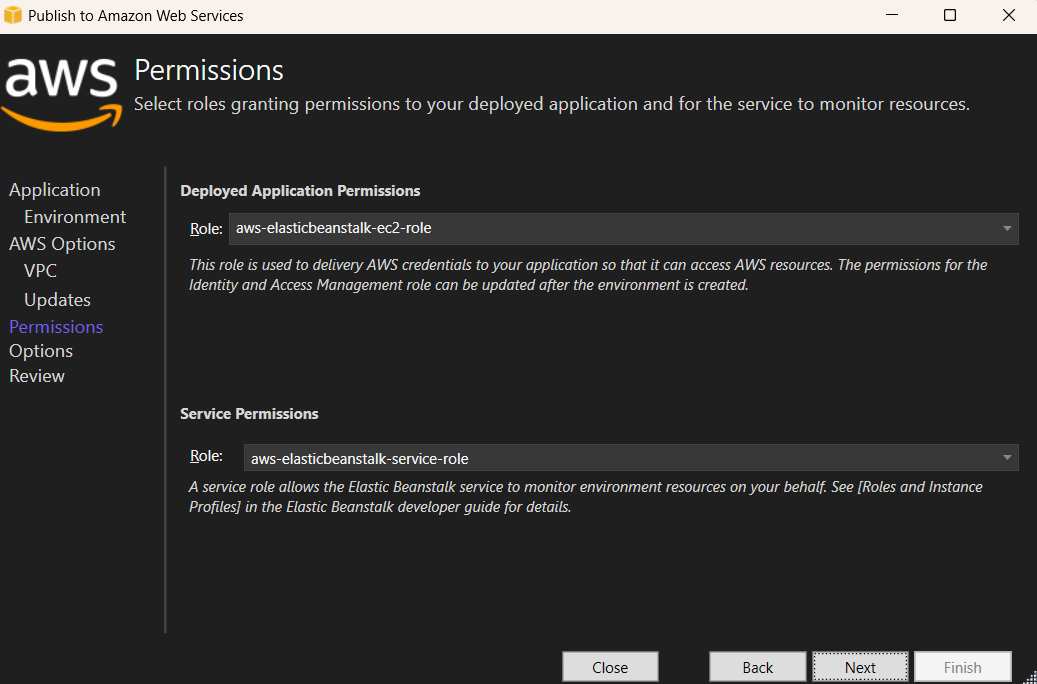 Publish to Amazon Web Services
aws
Permissions
Select roles granting permissions to your deployed application and for the service to monitor resources.
Application
Environment
AWS Options
VPC
Updates
Permissions
Options
Review
Deployed Application Permissions
Role: aws-elasticbeanstalk-ec2-role
This role is used to delivery AWS credentials to your application so that it can access AWS resources. The permissions for the
Identity and Access Management role can be updated after the environment is created.
Service Permissions
Role: aws-elasticbeanstalk-service-role
A service role allows the Elastic Beanstalk service to monitor environment resources on your behalf. See [Roles and Instance
Profiles] in the Elastic Beanstalk developer guide for details.
Close Back Next Finish